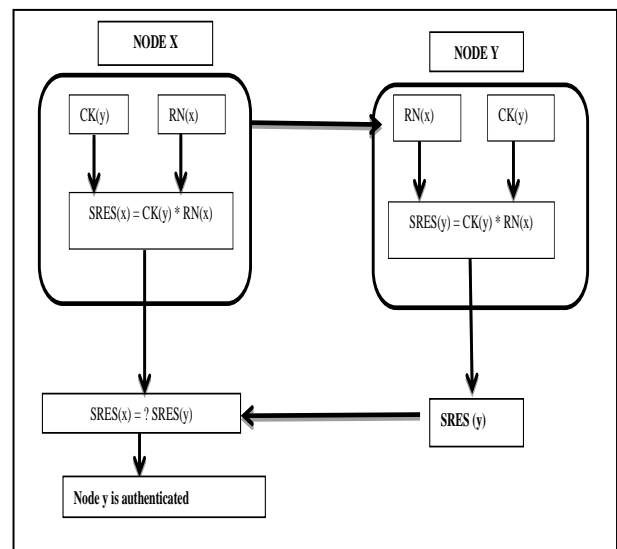 NODE X
CK(y)
RN(x)
SRES(x) = CK(y) * RN(x)
NODE Y
RN(x)
CK(y)
SRES(y) = CK(y) * RN(x)
SRES(x) = ? SRES(y)
SRES (y)
Node y is authenticated